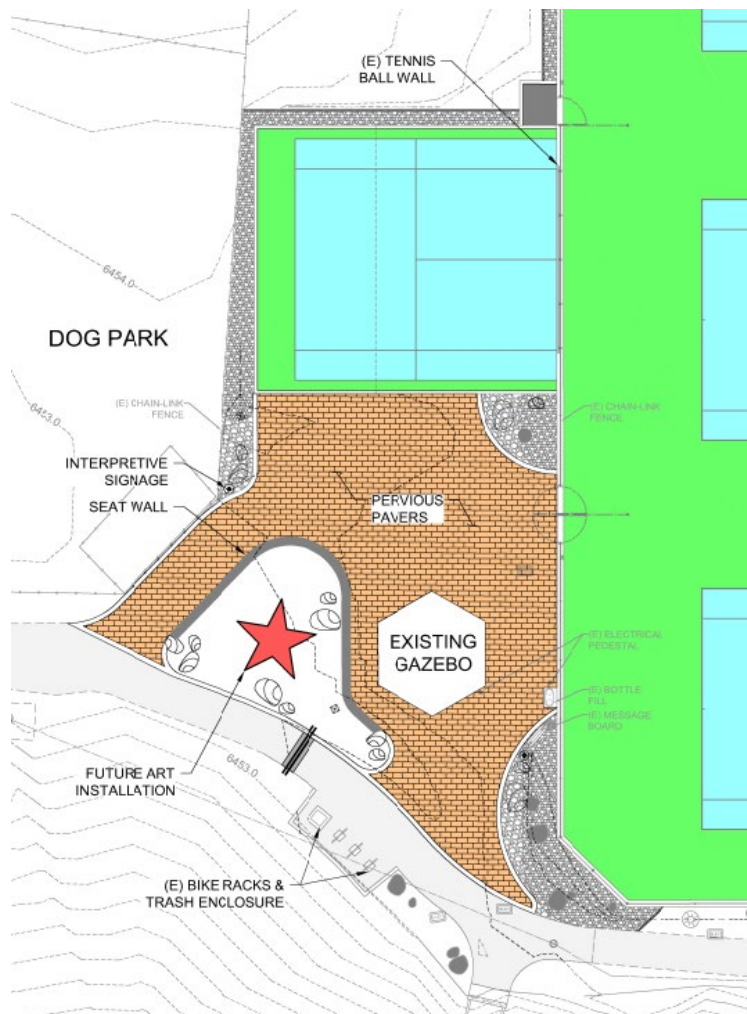 (E) TENNIS
BALL WALL
6454.0
DOG PARK
6453.0
(E) CHAIN-LINK
FENCE
(E) CHAIN-LINK
FENCE
INTERPRETIVE
SIGNAGE
SEAT WALL
PERVIOUS
PAVERS
EXISTING
GAZEBO
(E) ELECTRICAL
PEDESTAL
(E) BOTTLE
FILL
(E) MESSAGE
BOARD
6453.0
FUTURE ART
INSTALLATION
(E) BIKE RACKS &
TRASH ENCLOSURE